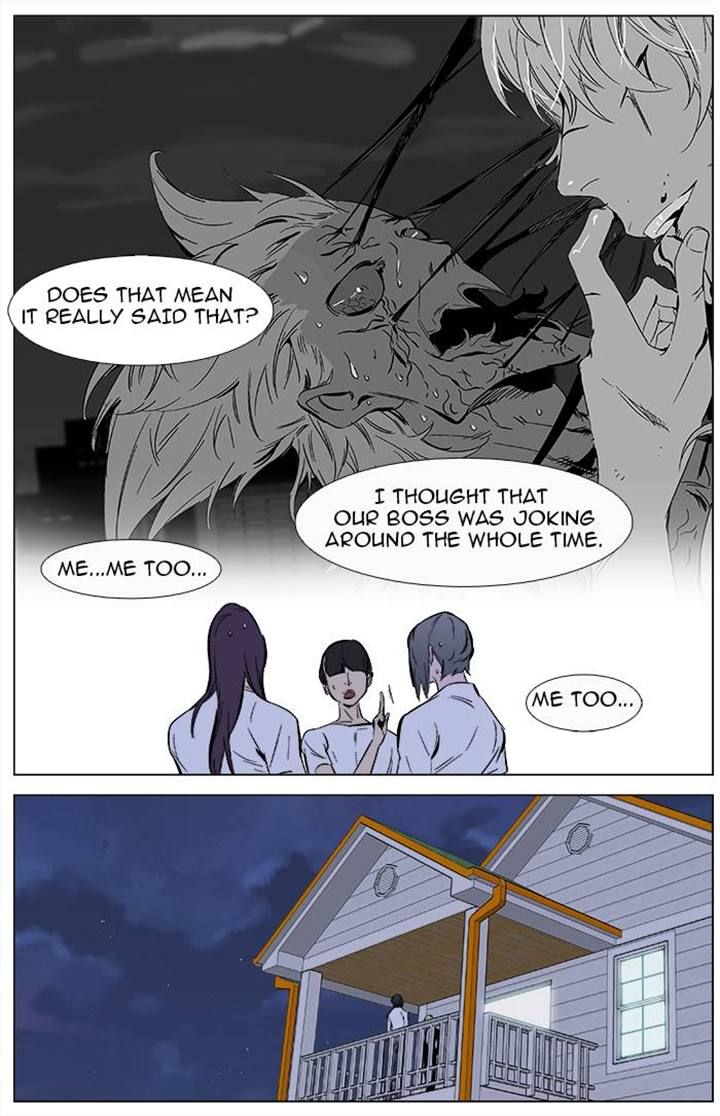 DOES THAT MEAN
IT REALLY SAID THAT?
I THOUGHT THAT
OUR BOSS WAS JOKING
AROUND THE WHOLE TIME.
ME...ME TOO...
ME TOO...